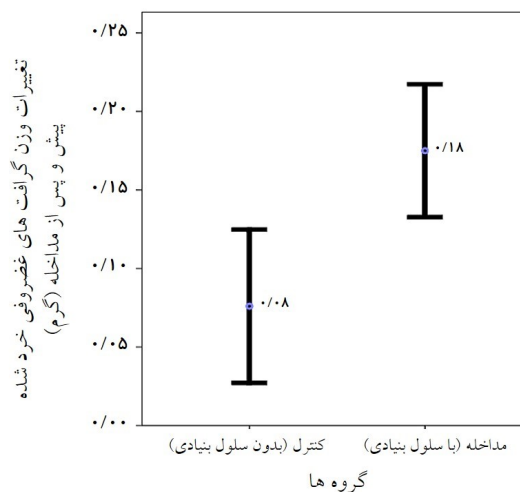 تغییرات وزن گرافت های غضروفی خرد شده
پیش و پس از مداخله (گرم)
۰/۲۵
۰/۲۰
۰/۱۵
۰/۱۰
۰/۰۵
۰/۰۰
۰/۱۸
۰/۰۸
مداخله (با سلول بنیادی)
کنترل (بدون سلول بنیادی)
گروه ها